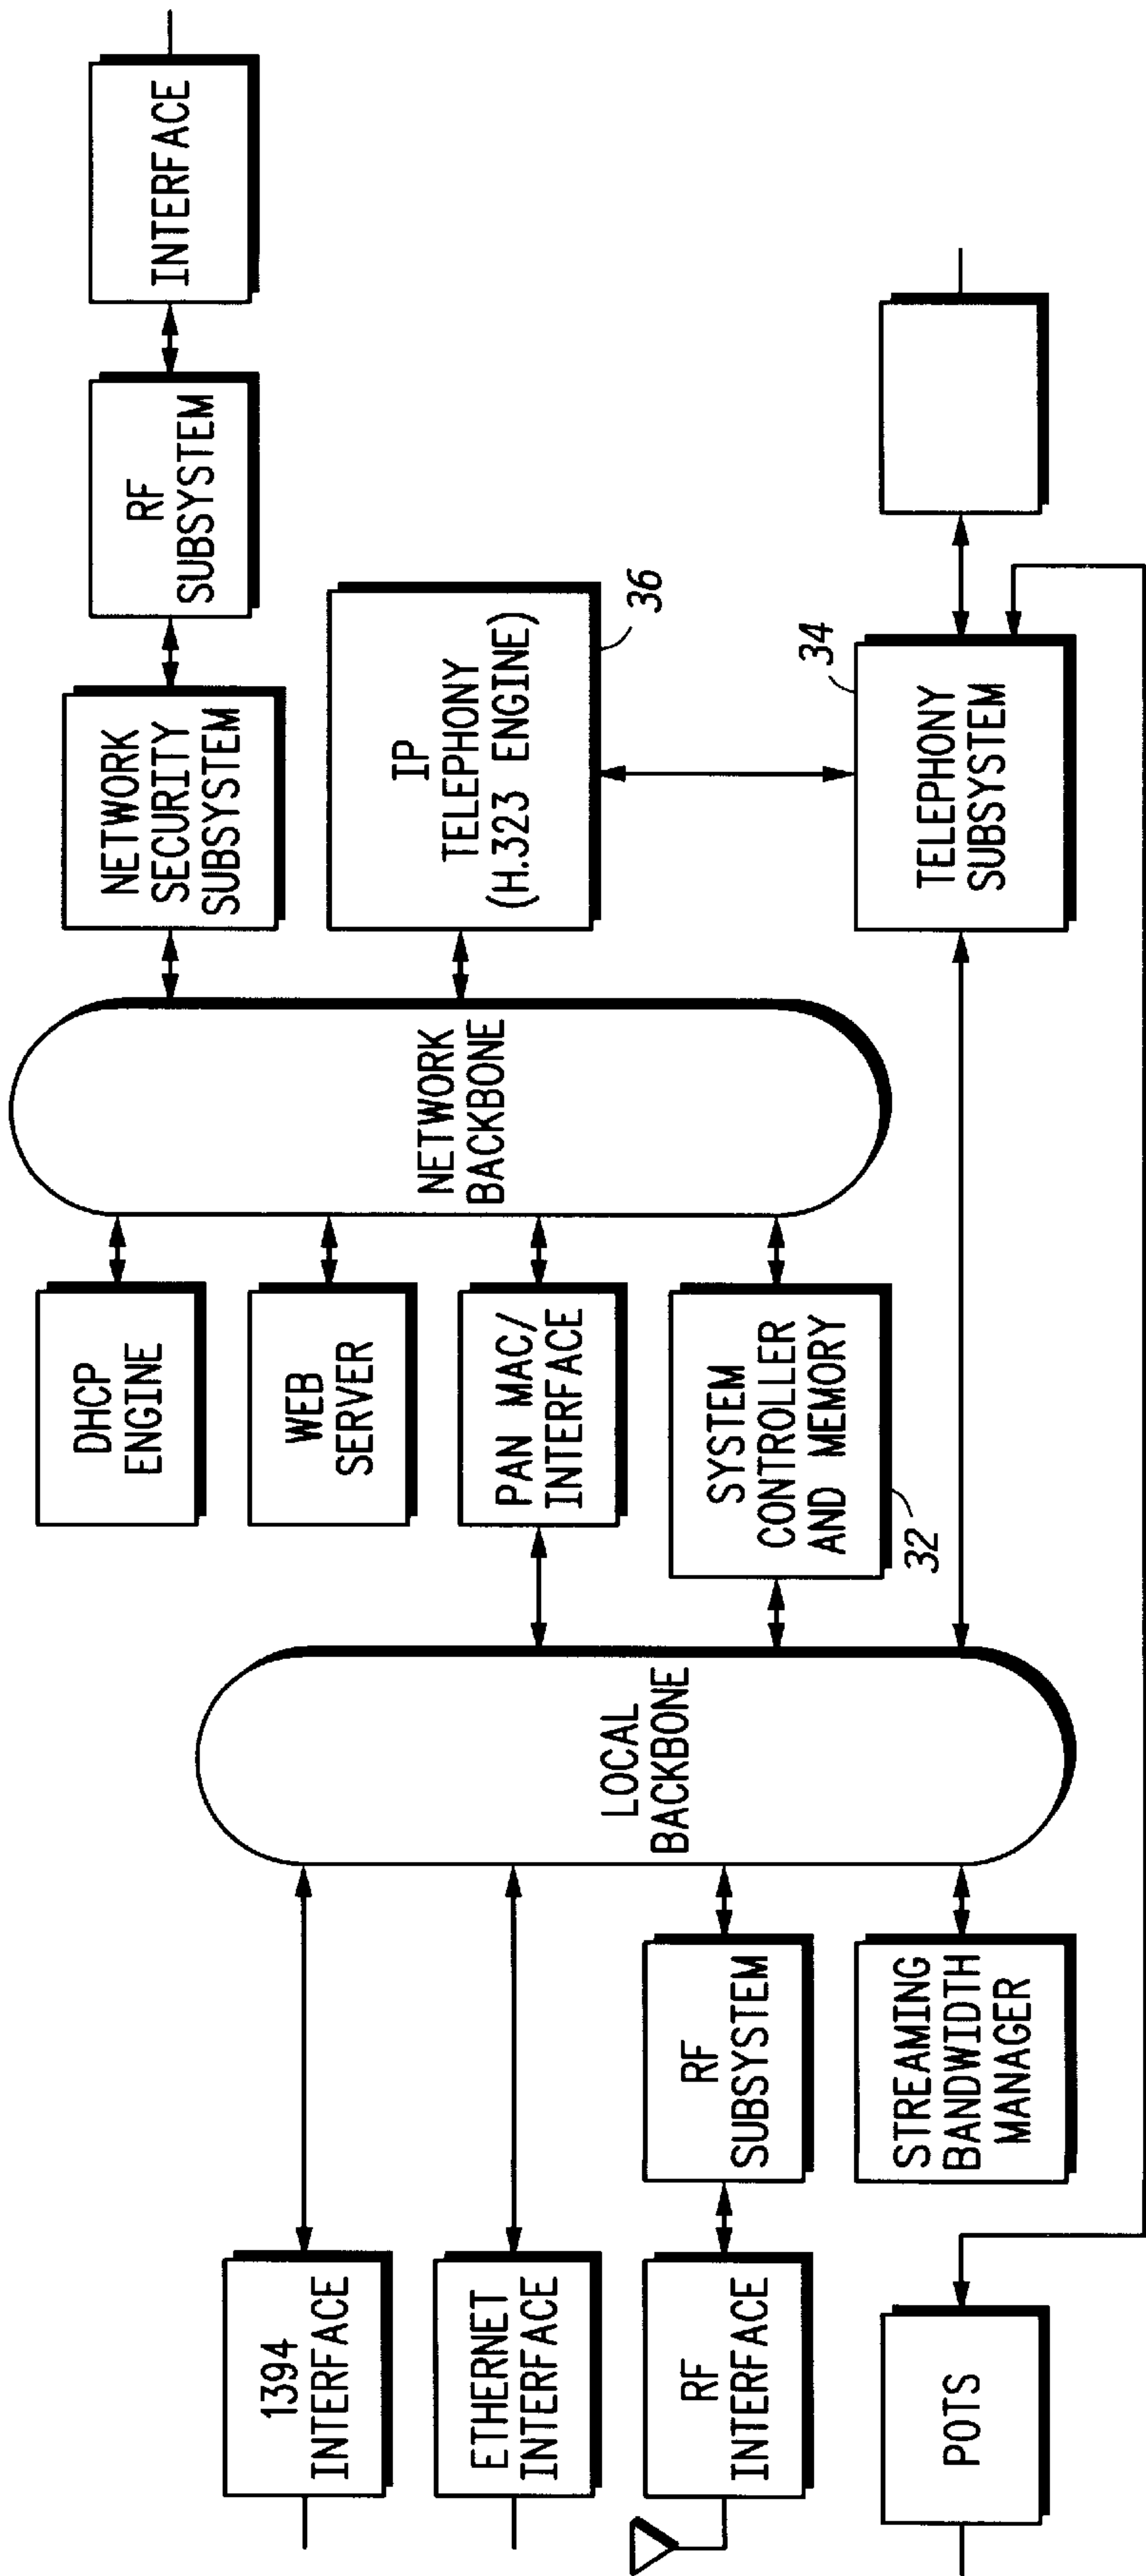 1394
INTERFACE
ETHERNET
INTERFACE
RF
INTERFACE
POTS
RF
SUBSYSTEM
STREAMING
BANDWIDTH
MANAGER
LOCAL
BACKBONE
DHCP
ENGINE
WEB
SERVER
PAN MAC/
INTERFACE
SYSTEM
CONTROLLER
AND MEMORY
32
NETWORK
BACKBONE
NETWORK
SECURITY
SUBSYSTEM
IP
TELEPHONY
(H.323 ENGINE)
36
TELEPHONY
SUBSYSTEM
34
RF
SUBSYSTEM
INTERFACE